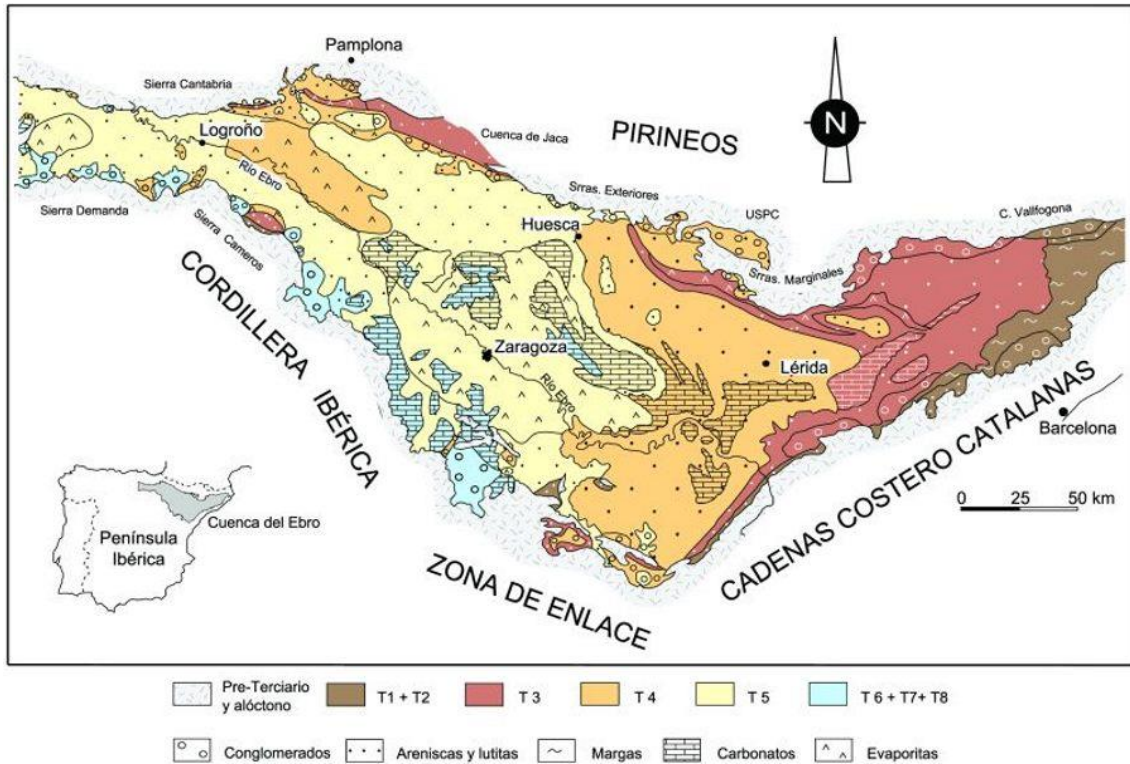 Pamplona
Sierra Cantabria
Cuenca de Jaca
PIRINEOS
N
Logroño
Río Ebro
Srras. Exteriores
USPC
C. Vallfogona
Sierra Demanda
Sierra Cameros
Huesca
Srras. Marginales
CORDILLERA IBÉRICA
Zaragoza
Río Ebro
Lérida
Barcelona
CADENAS COSTERO CATALANAS
0 25 50 km
ZONA DE ENLACE
Cuenca del Ebro
Península
Ibérica
Pre-Terciario
y alóctono
T1 + T2
T 3
T 4
T 5
T 6 + T7+ T8
Conglomerados
Areniscas y lutitas
Margas
Carbonatos
Evaporitas